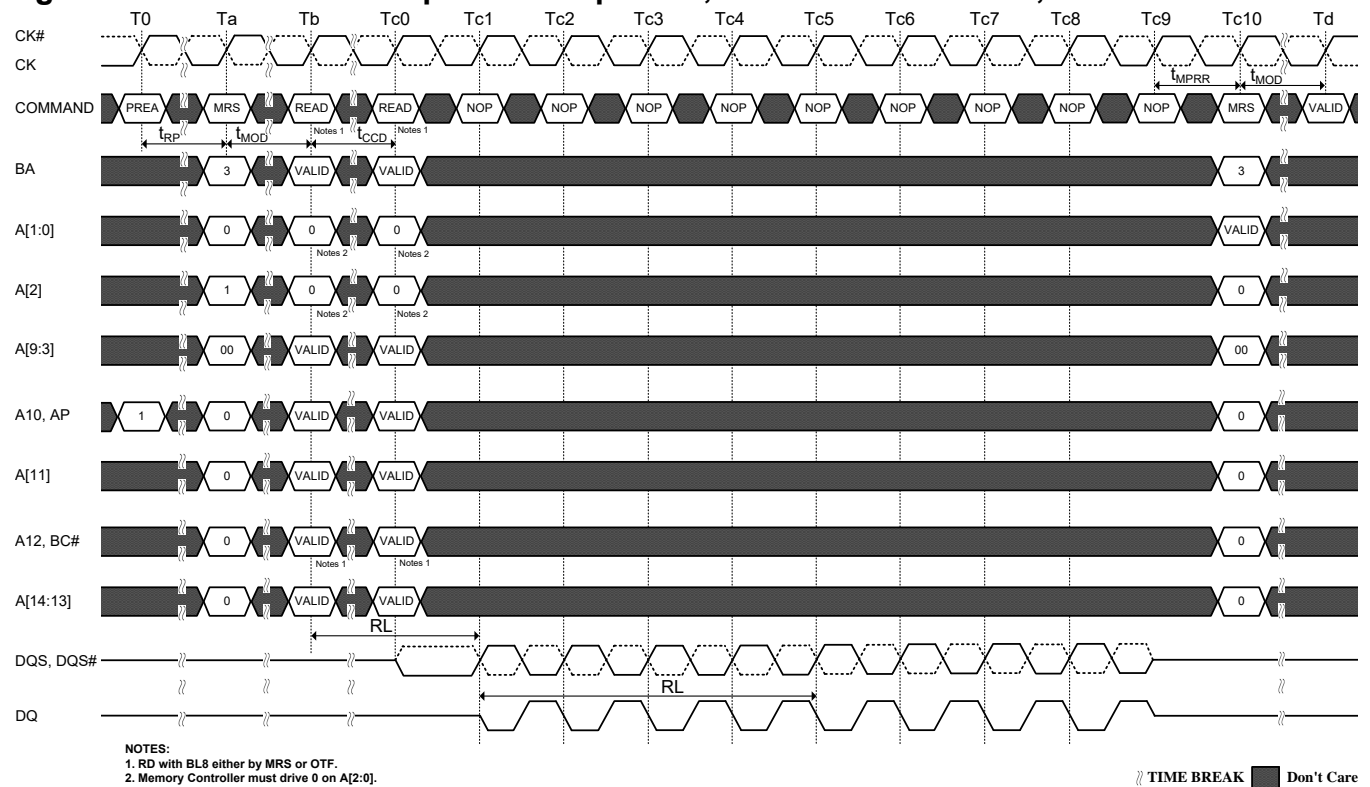 T0 Ta Tb Tc0 Tc1 Tc2 Tc3 Tc4 Tc5 Tc6 Tc7 Tc8 Tc9 Tc10 Td
CK#
CK
tMPRR tMOD
COMMAND PREA MRS READ READ NOP NOP NOP NOP NOP NOP NOP NOP NOP MRS VALID
Notes 1 Notes 1
tRP tMOD tCCD
BA 3 VALID VALID 3
A[1:0] 0 0 0 VALID
Notes 2 Notes 2
A[2] 1 0 0 0
Notes 2 Notes 2
A[9:3] 00 VALID VALID 00
A10, AP 1 0 VALID VALID 0
A[11] 0 VALID VALID 0
A12, BC# 0 VALID VALID 0
Notes 1 Notes 1
A[14:13] 0 VALID VALID 0
RL
DQS, DQS#
RL
DQ
NOTES:
1. RD with BL8 either by MRS or OTF.
2. Memory Controller must drive 0 on A[2:0].
TIME BREAK Don't Care